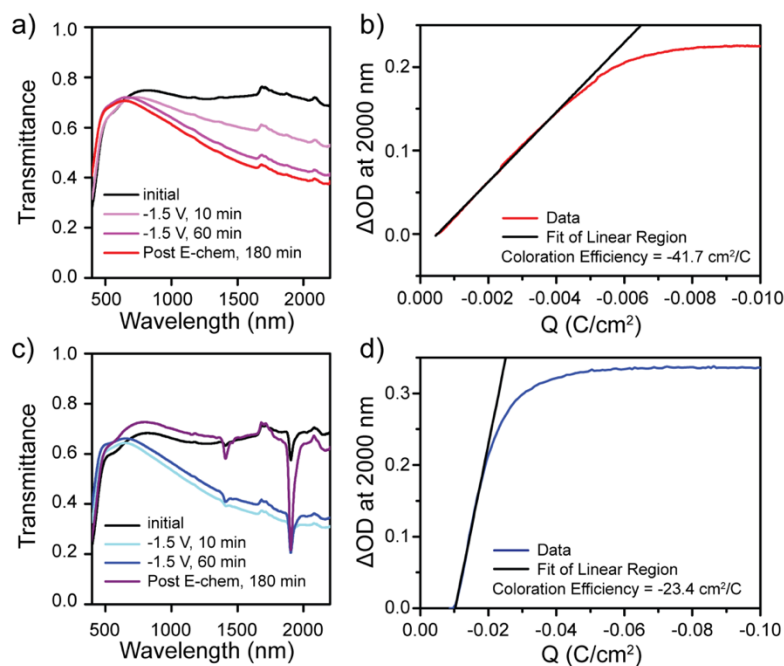 a)
Transmittance
1.0
0.8
0.6
0.4
0.2
0.0
initial
-1.5 V, 10 min
-1.5 V, 60 min
Post E-chem, 180 min
500
1000
1500
2000
Wavelength (nm)
b)
ΔOD at 2000 nm
0.2
0.1
0.0
Data
Fit of Linear Region
Coloration Efficiency = -41.7 cm²/C
0.000
-0.002
-0.004
-0.006
-0.008
-0.010
Q (C/cm²)
c)
Transmittance
1.0
0.8
0.6
0.4
0.2
0.0
initial
-1.5 V, 10 min
-1.5 V, 60 min
Post E-chem, 180 min
500
1000
1500
2000
Wavelength (nm)
d)
ΔOD at 2000 nm
0.3
0.2
0.1
0.0
Data
Fit of Linear Region
Coloration Efficiency = -23.4 cm²/C
0.00
-0.02
-0.04
-0.06
-0.08
-0.10
Q (C/cm²)